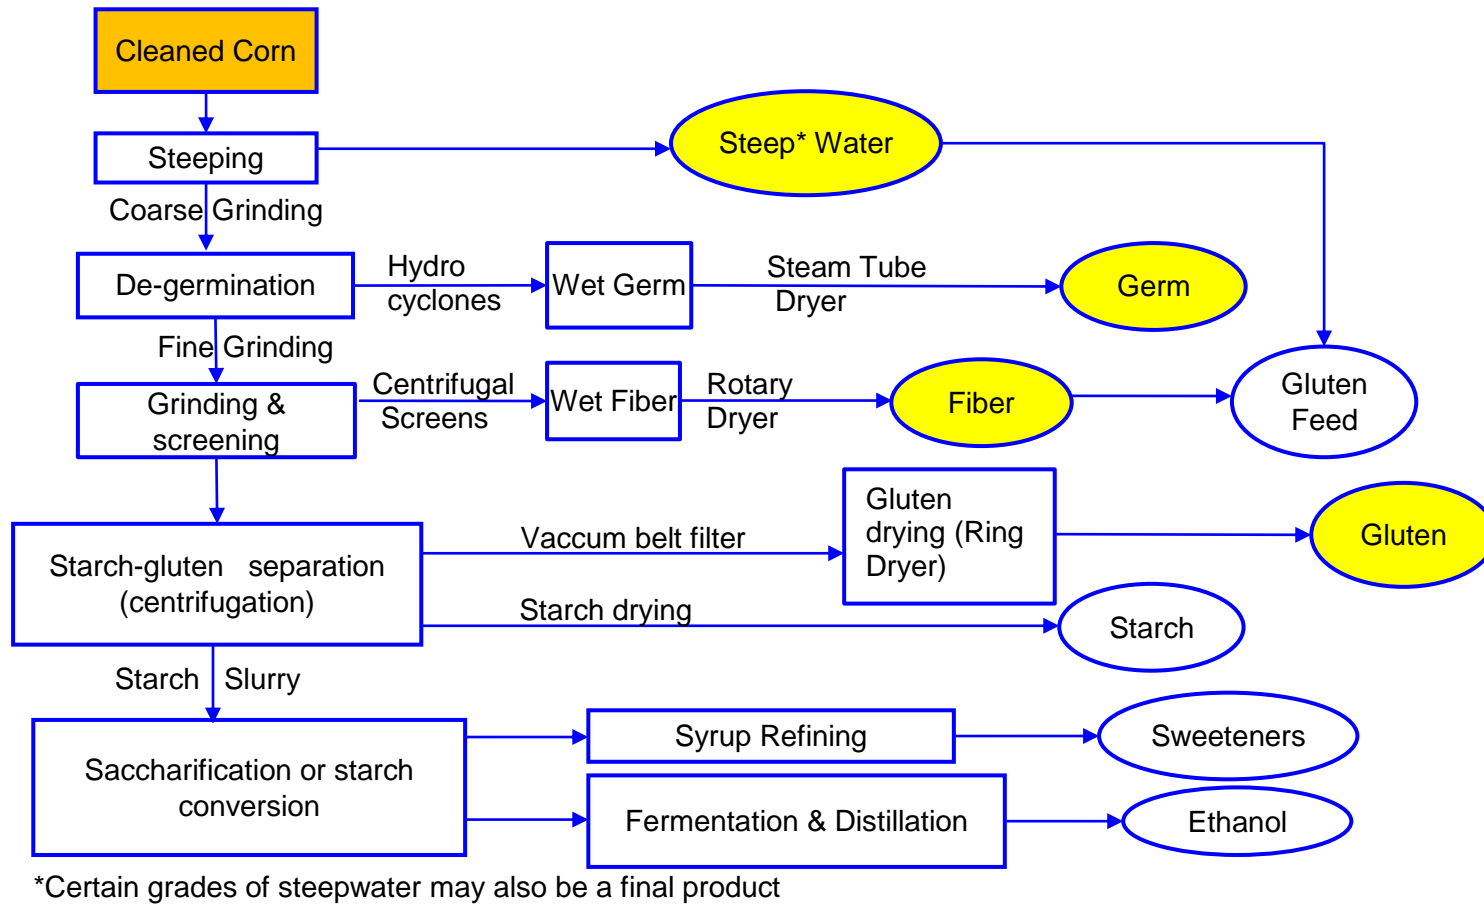 Cleaned Corn
Steeping
Steep* Water
Coarse Grinding
De-germination
Hydro
cyclones
Wet Germ
Steam Tube
Dryer
Germ
Fine Grinding
Grinding &
screening
Centrifugal
Screens
Wet Fiber
Rotary
Dryer
Fiber
Gluten
Feed
Starch-gluten separation
(centrifugation)
Vaccum belt filter
Gluten
drying (Ring
Dryer)
Gluten
Starch drying
Starch
Starch Slurry
Saccharification or starch
conversion
Syrup Refining
Sweeteners
Fermentation & Distillation
Ethanol
*Certain grades of steepwater may also be a final product